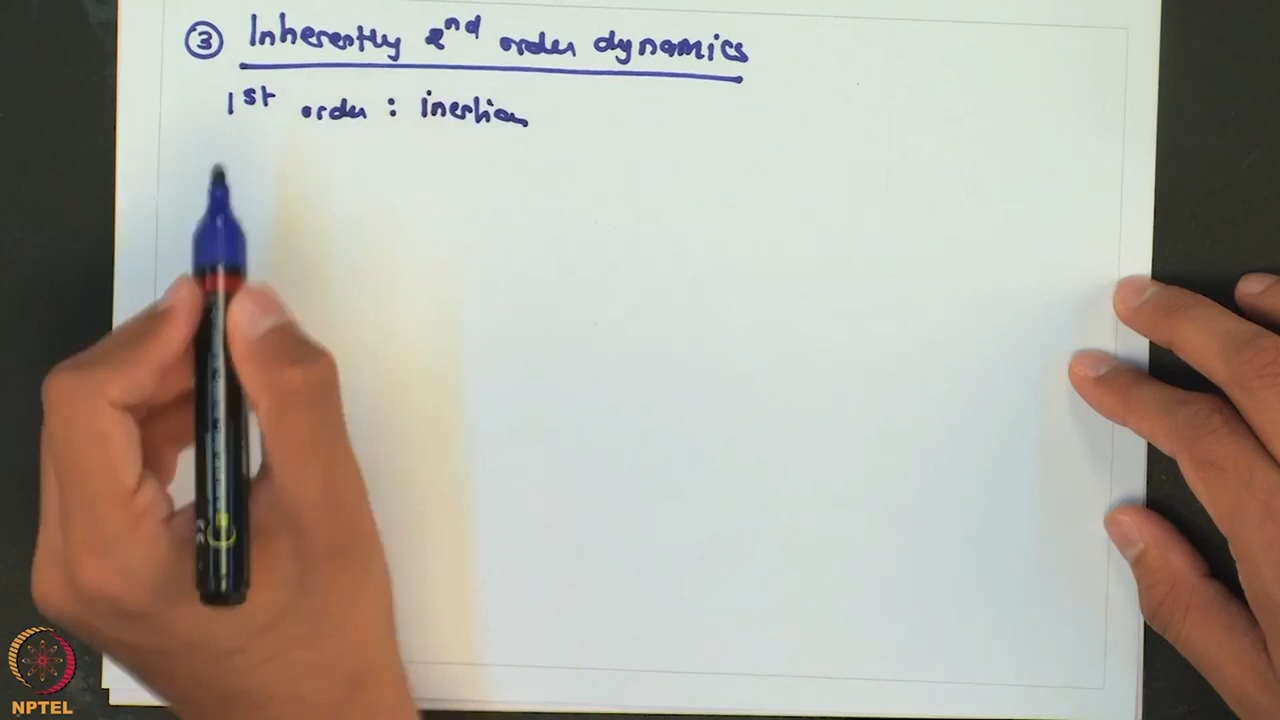 ③ Inherently 2nd order dynamics
1st order : inertia
NPTEL